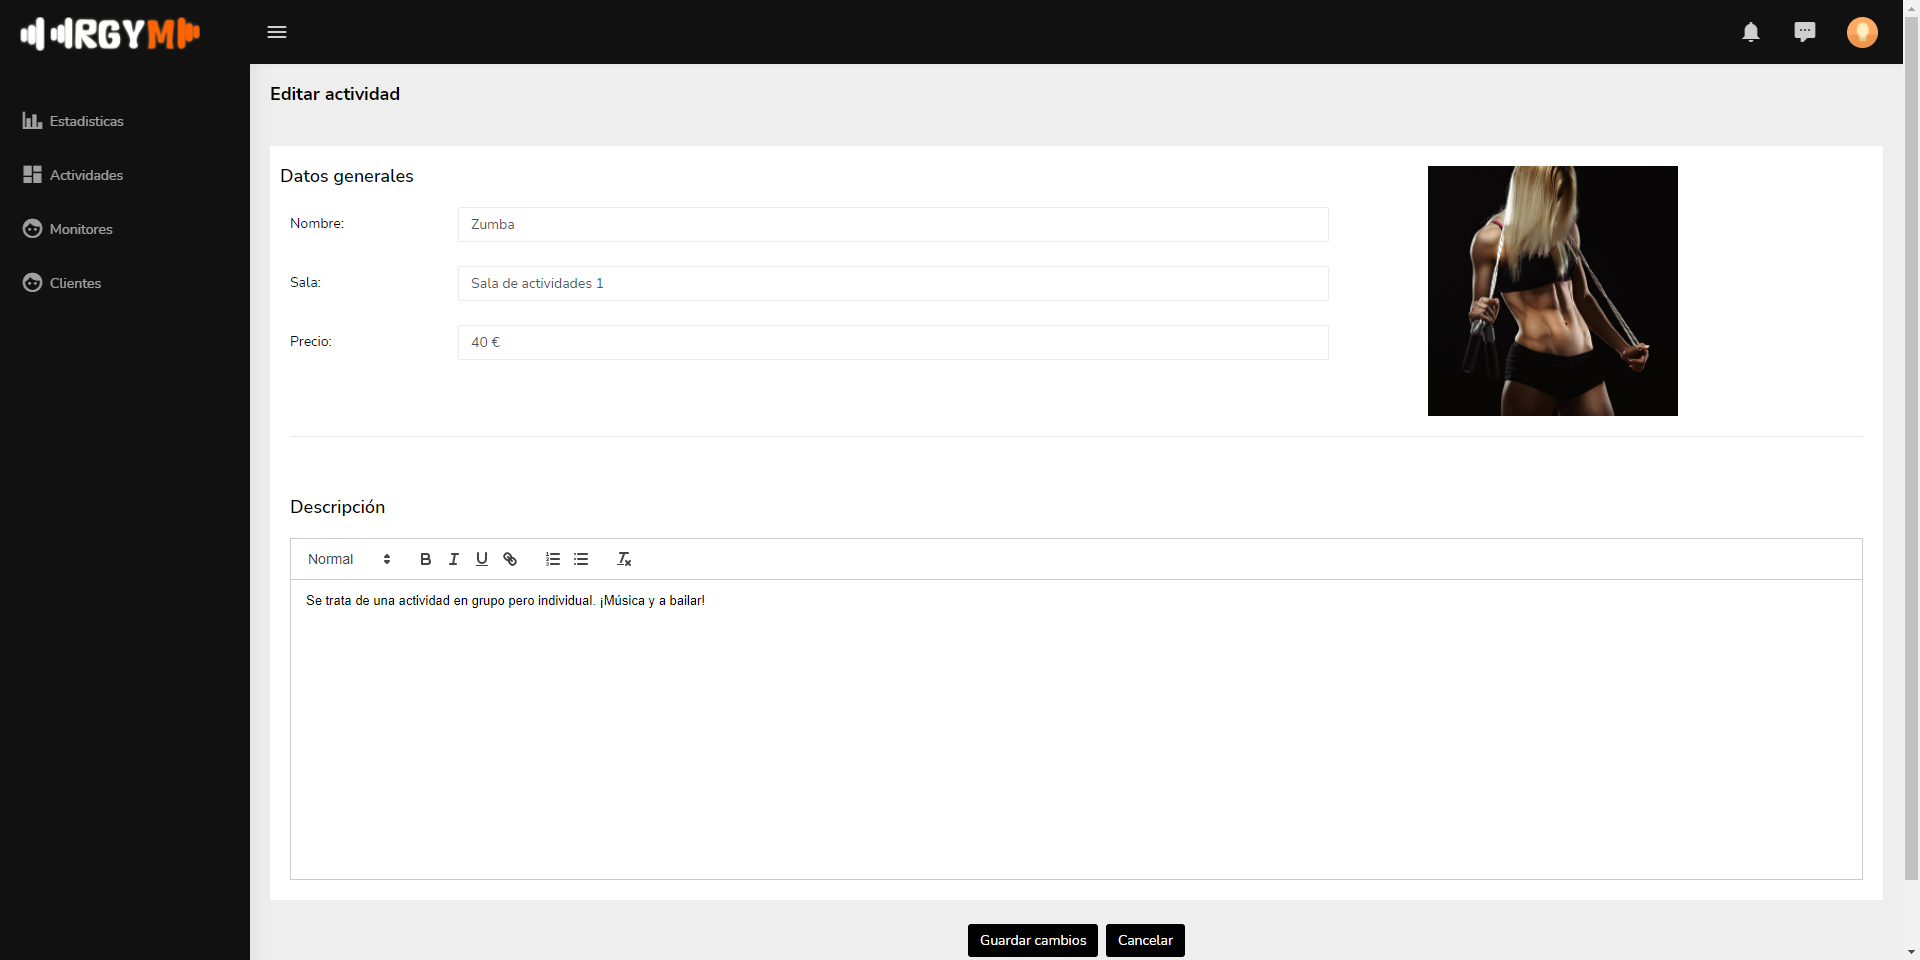 RGYM
Estadisticas
Actividades
Monitores
Clientes
Editar actividad
Datos generales
Nombre:
Zumba
Sala:
Sala de actividades 1
Precio:
40 €
Descripción
Normal
Se trata de una actividad en grupo pero individual. ¡Música y a bailar!
Guardar cambios
Cancelar